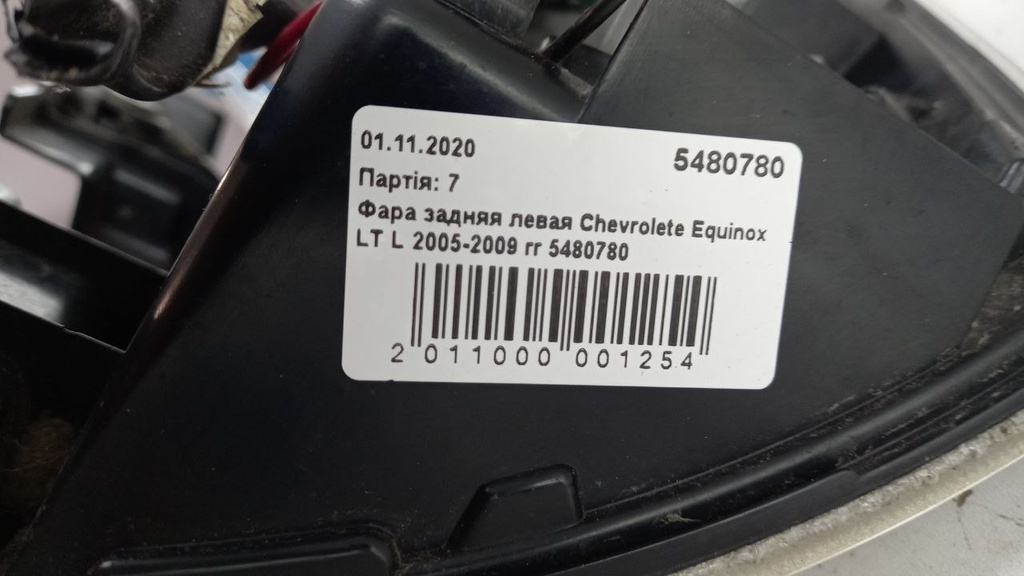 01.11.2020
5480780
Партія: 7
Фара задняя левая Chevrolete Equinox
LT L 2005-2009 гг 5480780
2 011000 001254